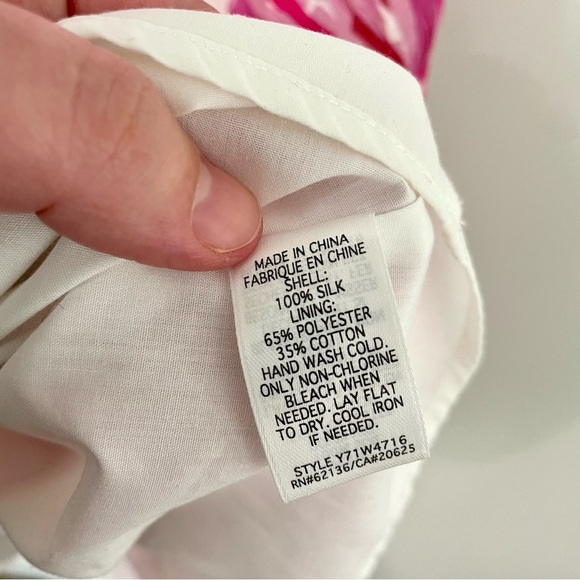 MADE IN CHINA
FABRIQUE EN CHINE
SHELL:
100% SILK
LINING:
65% POLYESTER
35% COTTON
HAND WASH COLD.
ONLY NON-CHLORINE
BLEACH WHEN
NEEDED. LAY FLAT
TO DRY. COOL IRON
IF NEEDED.
STYLE Y71W4716
RN#62136/CA#20625